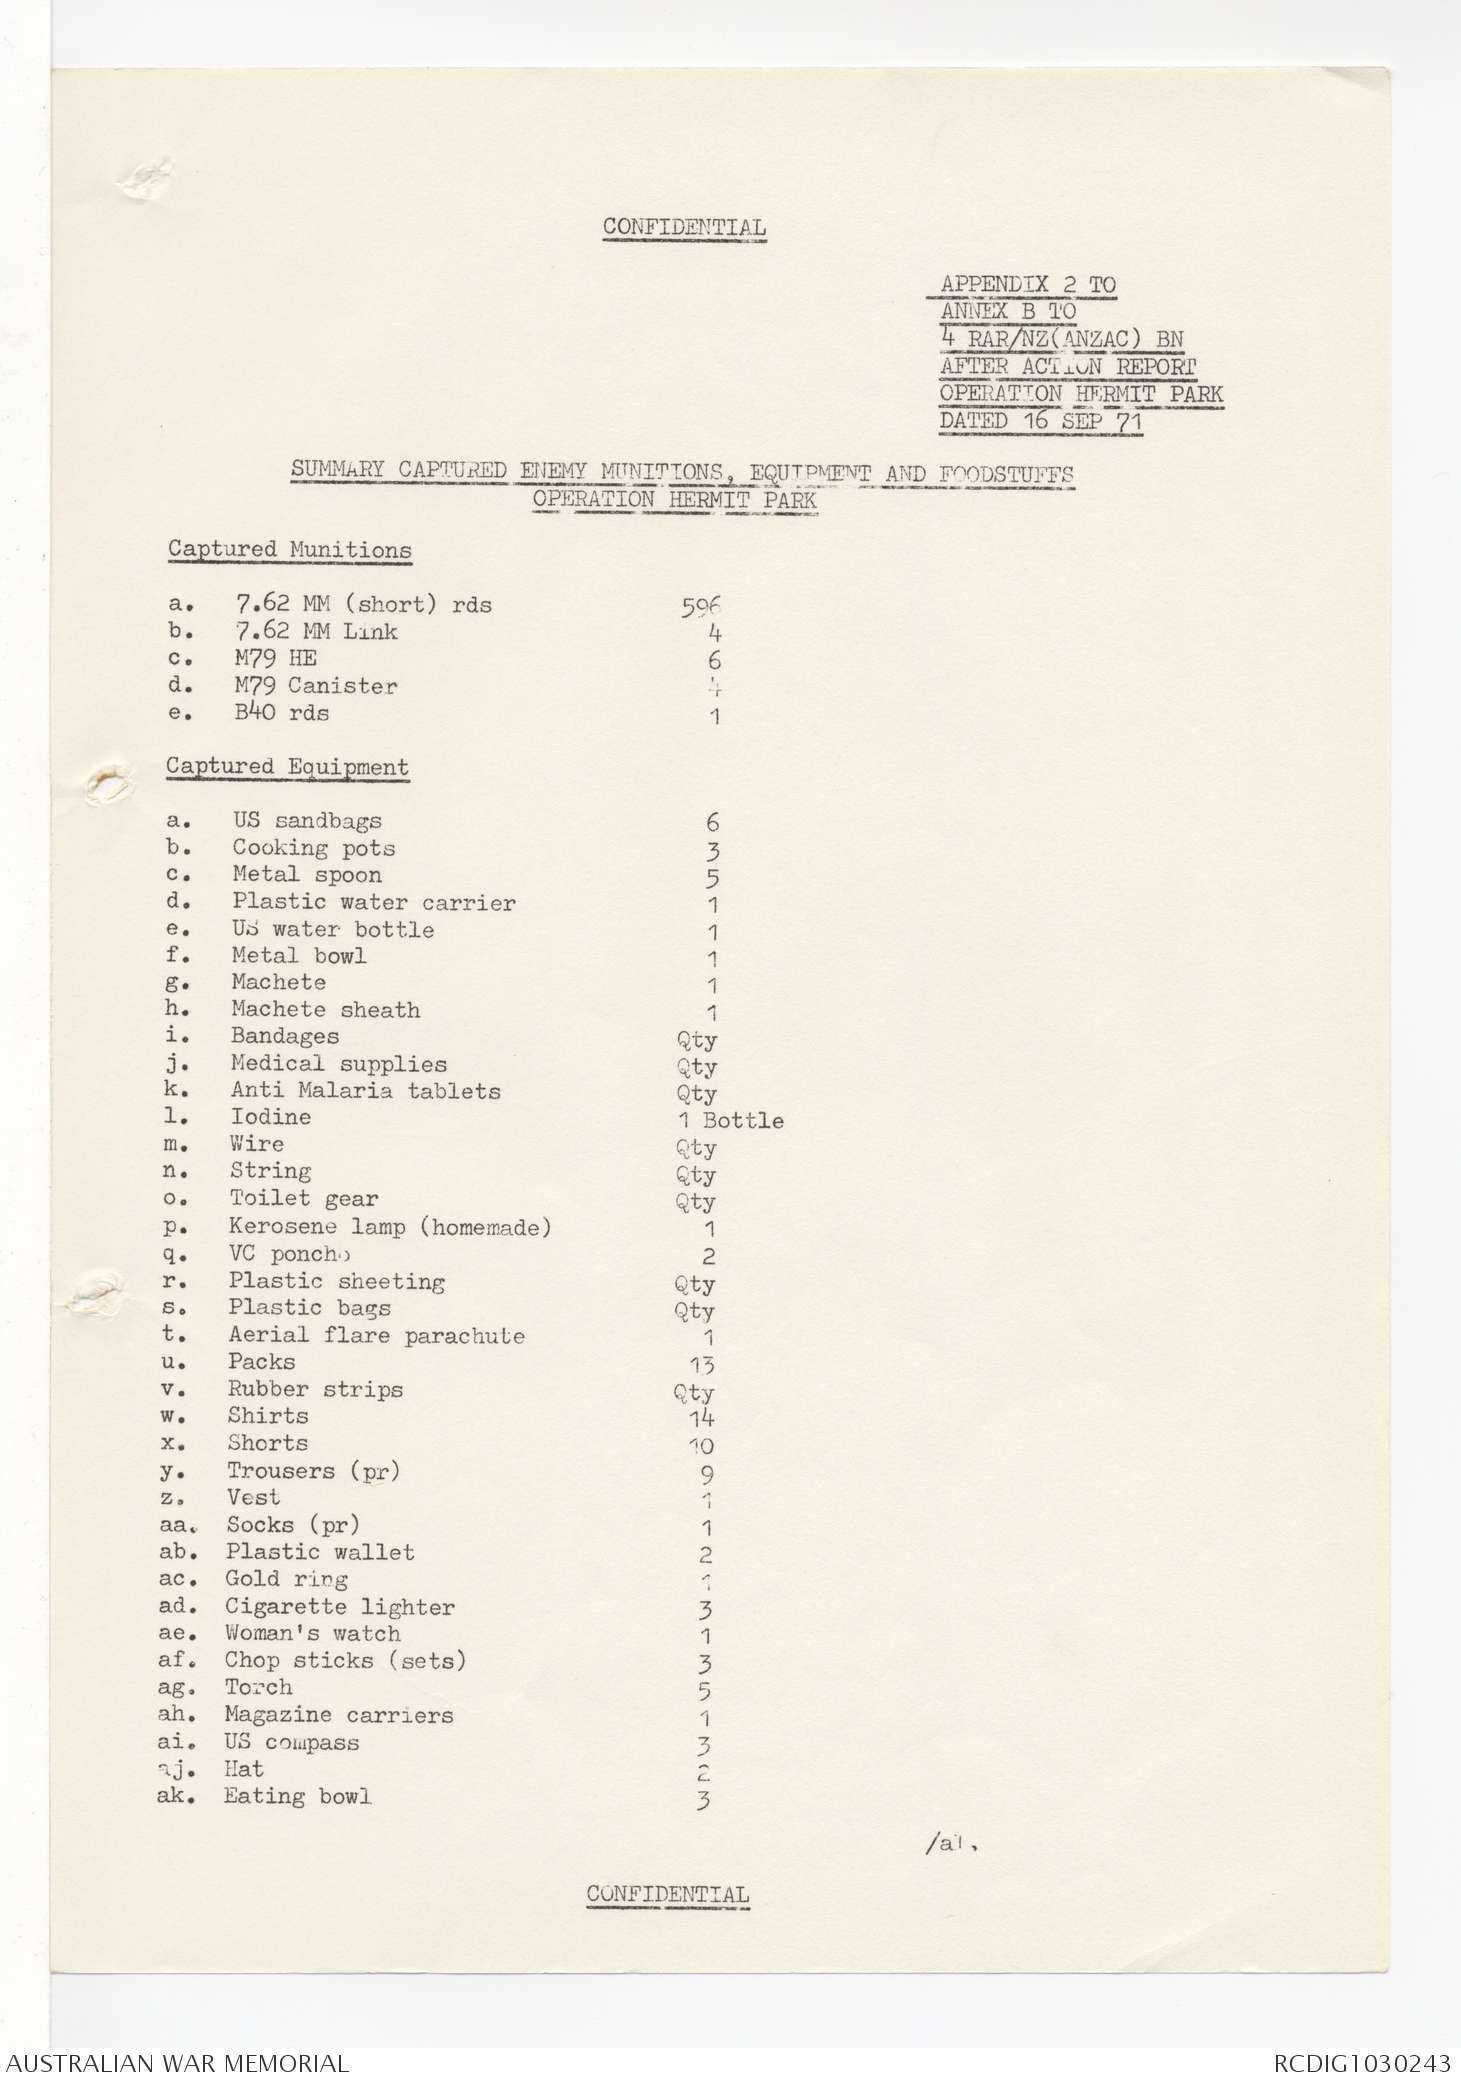 CONFIDENTIAL
APPENDIX 2 TO
ANNEX B TO
4 RAR/NZ(ANZAC) BN
AFTER ACTION REPORT
OPERATION HERMIT PARK
DATED 16 SEP 71
SUMMARY CAPTURED ENEMY MUNITIONS, EQUIPMENT AND FOODSTUFFS
OPERATION HERMIT PARK
Captured Munitions
a. 7.62 MM (short) rds 596
b. 7.62 MM Link 4
c. M79 HE 6
d. M79 Canister 4
e. B40 rds 1
Captured Equipment
a. US sandbags 6
b. Cooking pots 3
c. Metal spoon 5
d. Plastic water carrier 1
e. US water bottle 1
f. Metal bowl 1
g. Machete 1
h. Machete sheath 1
i. Bandages Qty
j. Medical supplies Qty
k. Anti Malaria tablets Qty
l. Iodine 1 Bottle
m. Wire Qty
n. String Qty
o. Toilet gear Qty
p. Kerosene lamp (homemade) 1
q. VC poncho 2
r. Plastic sheeting Qty
s. Plastic bags Qty
t. Aerial flare parachute 1
u. Packs 13
v. Rubber strips Qty
w. Shirts 14
x. Shorts 10
y. Trousers (pr) 9
z. Vest 1
aa. Socks (pr) 1
ab. Plastic wallet 2
ac. Gold ring 1
ad. Cigarette lighter 3
ae. Woman's watch 1
af. Chop sticks (sets) 3
ag. Torch 5
ah. Magazine carriers 1
ai. US compass 3
aj. Hat 2
ak. Eating bowl 3
/al.
CONFIDENTIAL
AUSTRALIAN WAR MEMORIAL
RCDIG1030243